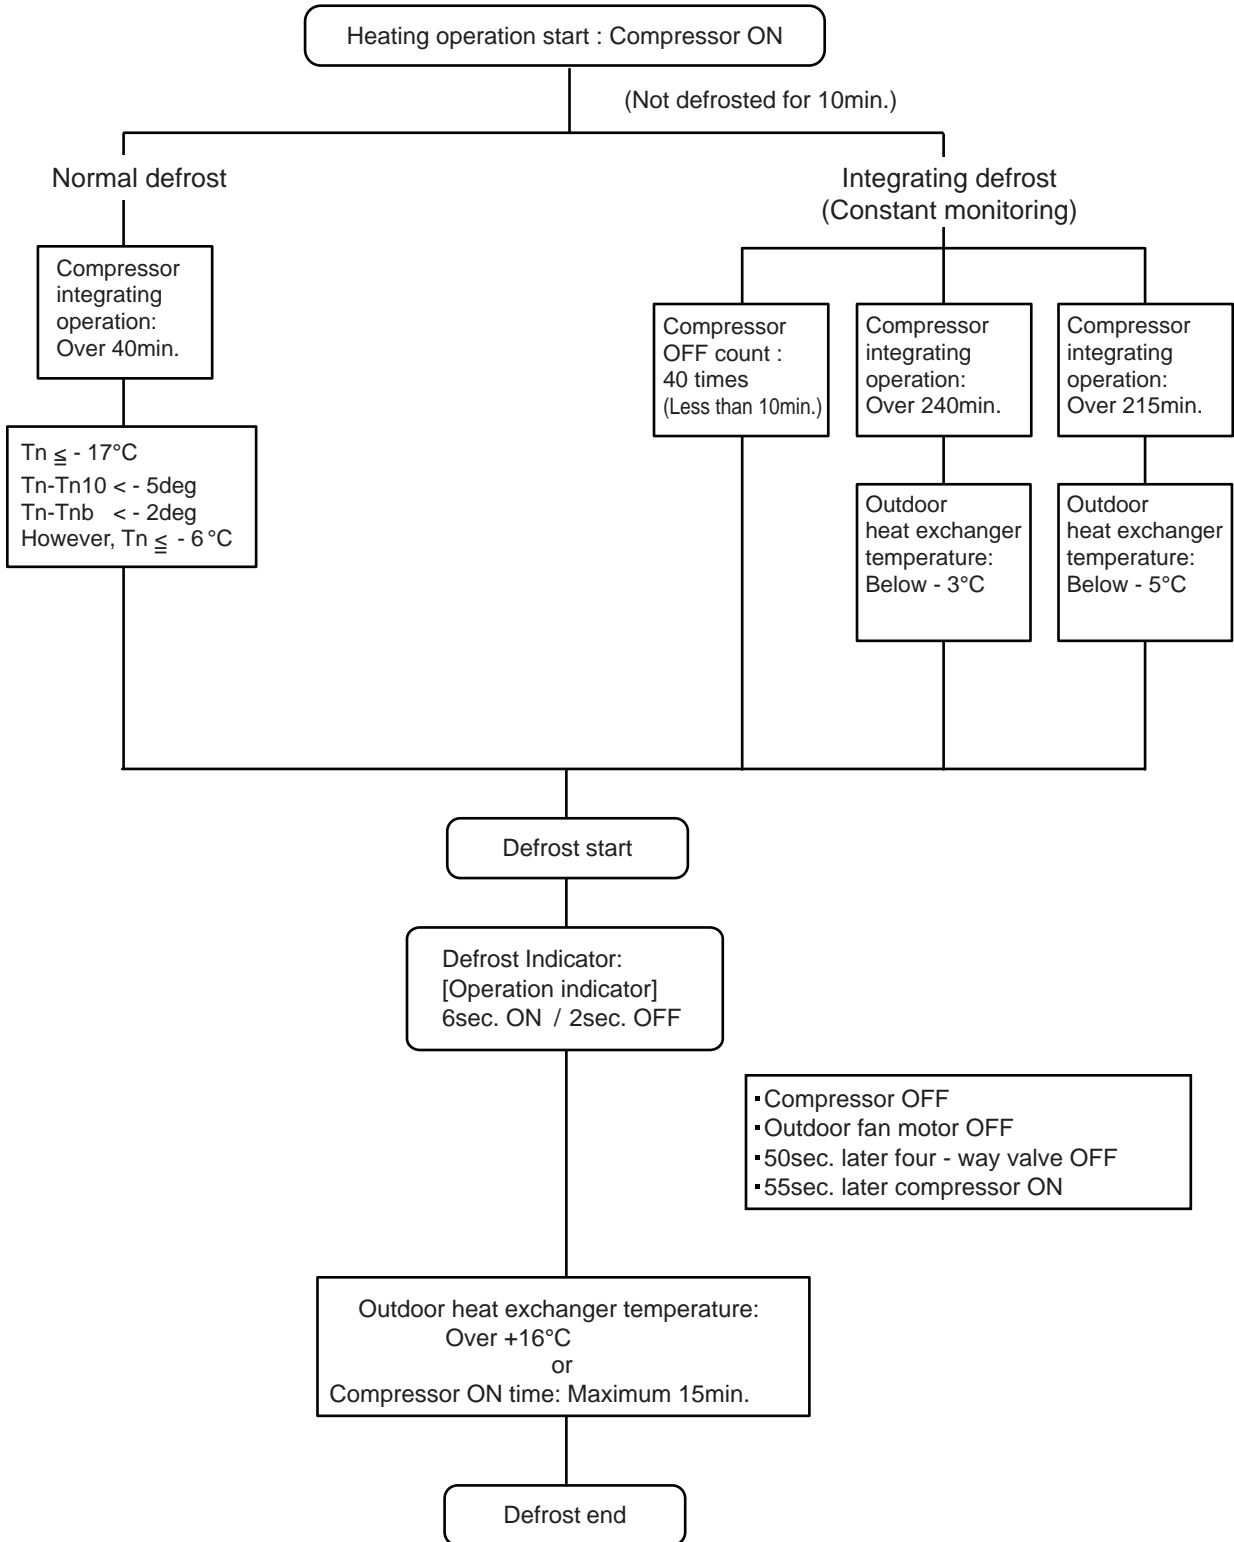 Heating operation start : Compressor ON
(Not defrosted for 10min.)
Normal defrost
Integrating defrost
(Constant monitoring)
Compressor
integrating
operation:
Over 40min.
Tn ≦ - 17°C
Tn-Tn10 < - 5deg
Tn-Tnb < - 2deg
However, Tn ≦ - 6°C
Compressor
OFF count :
40 times
(Less than 10min.)
Compressor
integrating
operation:
Over 240min.
Compressor
integrating
operation:
Over 215min.
Outdoor
heat exchanger
temperature:
Below - 3°C
Outdoor
heat exchanger
temperature:
Below - 5°C
Defrost start
Defrost Indicator:
[Operation indicator]
6sec. ON / 2sec. OFF
▪Compressor OFF
▪Outdoor fan motor OFF
▪50sec. later four - way valve OFF
▪55sec. later compressor ON
Outdoor heat exchanger temperature:
Over +16°C
or
Compressor ON time: Maximum 15min.
Defrost end